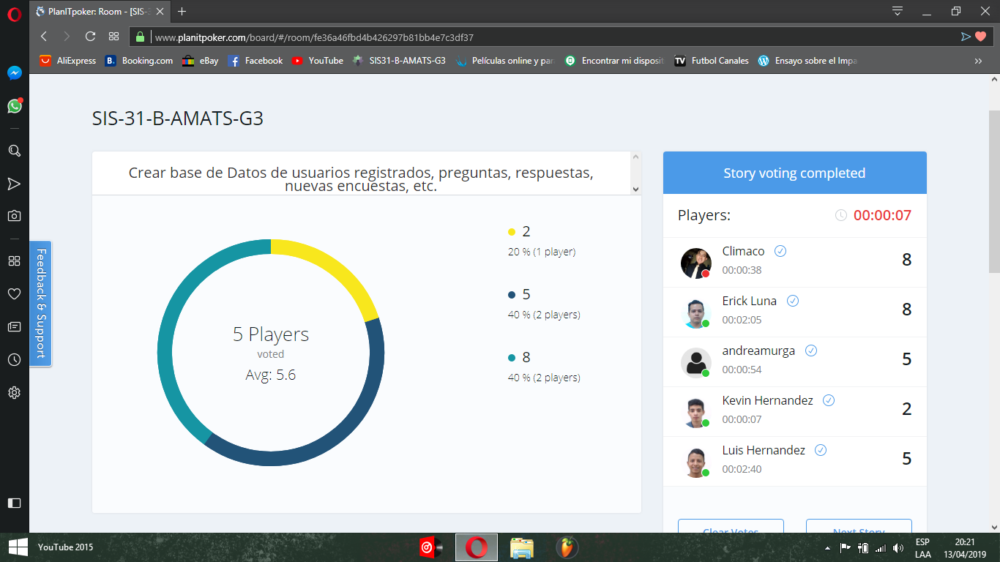 PlanITpoker: Room - [SIS-3
www.planitpoker.com/board/#/room/fe36a46fbd4b426297b81bb4e7c3df37
AliExpress
B.
Booking.com
eBay
Facebook
YouTube
SIS31-B-AMATS-G3
Películas online y par
Encontrar mi disposit
TV
Futbol Canales
Ensayo sobre el Impa
SIS-31-B-AMATS-G3
Crear base de Datos de usuarios registrados, preguntas, respuestas,
nuevas encuestas, etc.
5 Players
voted
Avg: 5.6
2
20 % (1 player)
5
40 % (2 players)
8
40 % (2 players)
Story voting completed
Players:
00:00:07
Climaco
00:00:38
8
Erick Luna
00:02:05
8
andreamurga
00:00:54
5
Kevin Hernandez
00:00:07
2
Luis Hernandez
00:02:40
5
Clear Votes
Next Story
Feedback & Support
YouTube 2015
ESP
LAA
20:21
13/04/2019